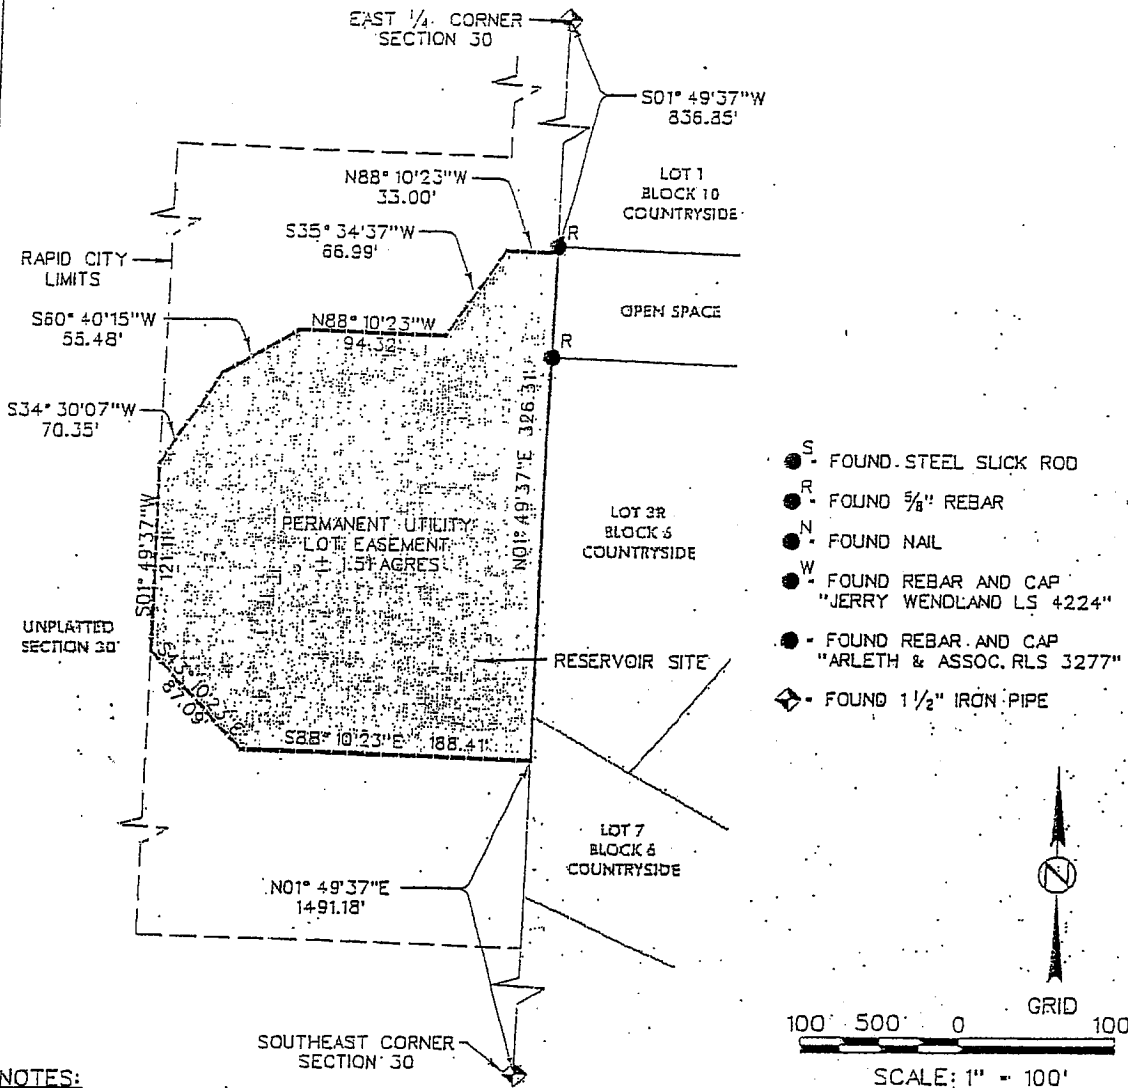 EAST 1/4 CORNER
SECTION 30
S01° 49'37"W
836.85'
N88° 10'23"W
33.00'
LOT 1
BLOCK 10
COUNTRYSIDE
S35° 34'37"W
66.99'
R
RAPID CITY
LIMITS
OPEN SPACE
S60° 40'15"W
55.48'
N88° 10'23"W
94.32'
R
S34° 30'07"W
70.35'
N01° 49'37"E 326.31'
S FOUND STEEL SLICK ROD
R FOUND 5/8" REBAR
N FOUND NAIL
W FOUND REBAR AND CAP
"JERRY WENDLAND LS 4224"
FOUND REBAR AND CAP
"ARLETH & ASSOC. RLS 3277"
FOUND 1 1/2" IRON PIPE
PERMANENT UTILITY
LOT EASEMENT
± 1.51 ACRES
BLOCK
COUNTRYSIDE
S01° 49'37"W
121.11'
UNPLATTED
SECTION 30
RESERVOIR SITE
10'23"E
87.09'
S88° 10'23"E 188.41'
LOT 7
BLOCK 6
COUNTRYSIDE
N01° 49'37"E
1491.18'
N
GRID
SOUTHEAST CORNER
SECTION 30
100 500 0 100
SCALE: 1" = 100'
NOTES: